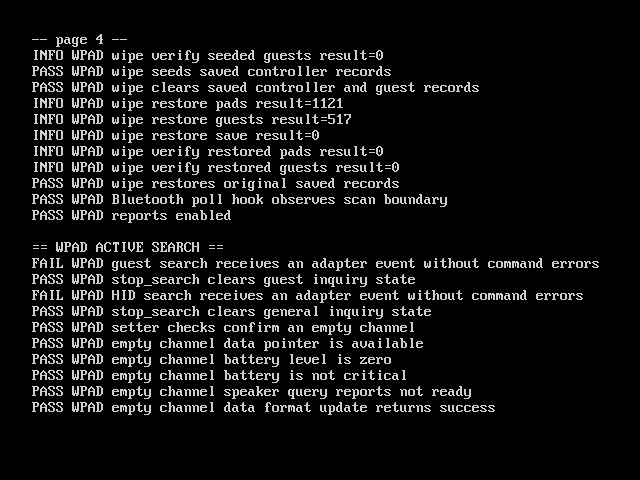 -- page 4 --
INFO WPAD wipe verify seeded guests result=0
PASS WPAD wipe seeds saved controller records
PASS WPAD wipe clears saved controller and guest records
INFO WPAD wipe restore pads result=1121
INFO WPAD wipe restore guests result=517
INFO WPAD wipe restore save result=0
INFO WPAD wipe verify restored pads result=0
INFO WPAD wipe verify restored guests result=0
PASS WPAD wipe restores original saved records
PASS WPAD Bluetooth poll hook observes scan boundary
PASS WPAD reports enabled
== WPAD ACTIVE SEARCH ==
FAIL WPAD guest search receives an adapter event without command errors
PASS WPAD stop_search clears guest inquiry state
FAIL WPAD HID search receives an adapter event without command errors
PASS WPAD stop_search clears general inquiry state
PASS WPAD setter checks confirm an empty channel
PASS WPAD empty channel data pointer is available
PASS WPAD empty channel battery level is zero
PASS WPAD empty channel battery is not critical
PASS WPAD empty channel speaker query reports not ready
PASS WPAD empty channel data format update returns success